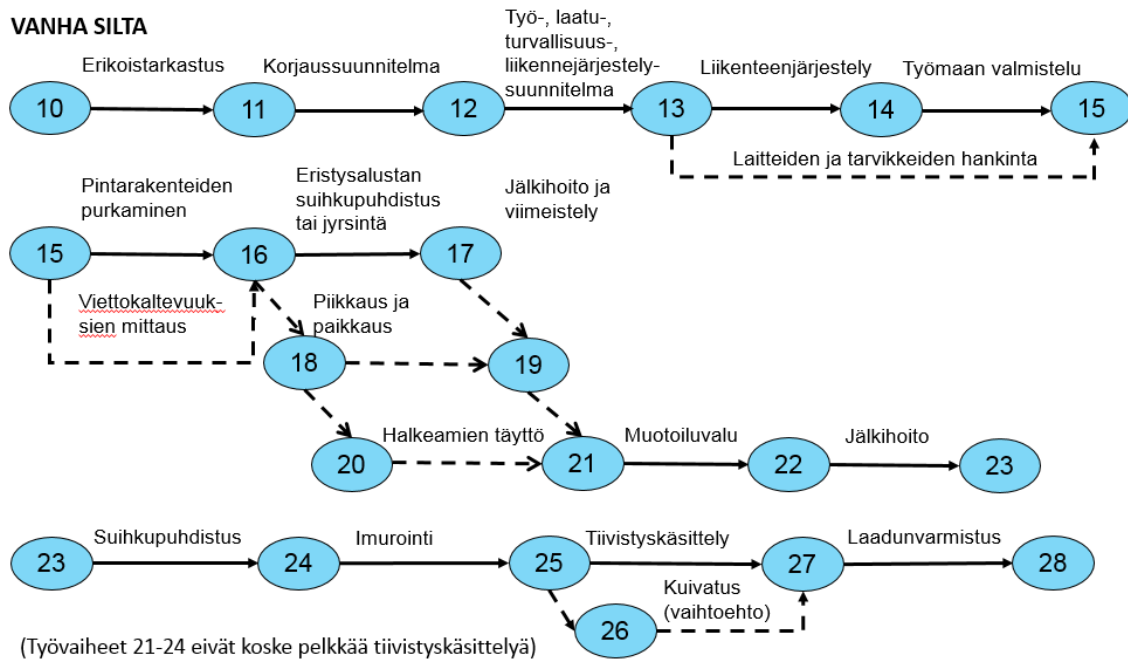 VANHA SILTA
Erikoistarkastus
Korjaussuunnitelma
Työ-, laatu-,
turvallisuus-,
liikennejärjestely-
suunnitelma
Liikenteenjärjestely
Työmaan valmistelu
10
11
12
13
14
15
Laitteiden ja tarvikkeiden hankinta
Pintarakenteiden
purkaminen
Eristysalustan
suihkupuhdistus
tai jyrsintä
Jälkihoito ja
viimeistely
15
16
17
Viettokaltevuuk-
sien mittaus
Piikkaus ja
paikkaus
18
19
Halkeamien täyttö
Muotoiluvalu
Jälkihoito
20
21
22
23
Suihkupuhdistus
Imurointi
Tiivistyskäsittely
Laadunvarmistus
23
24
25
27
28
Kuivatus
(vaihtoehto)
26
(Työvaiheet 21-24 eivät koske pelkkää tiivistyskäsittelyä)